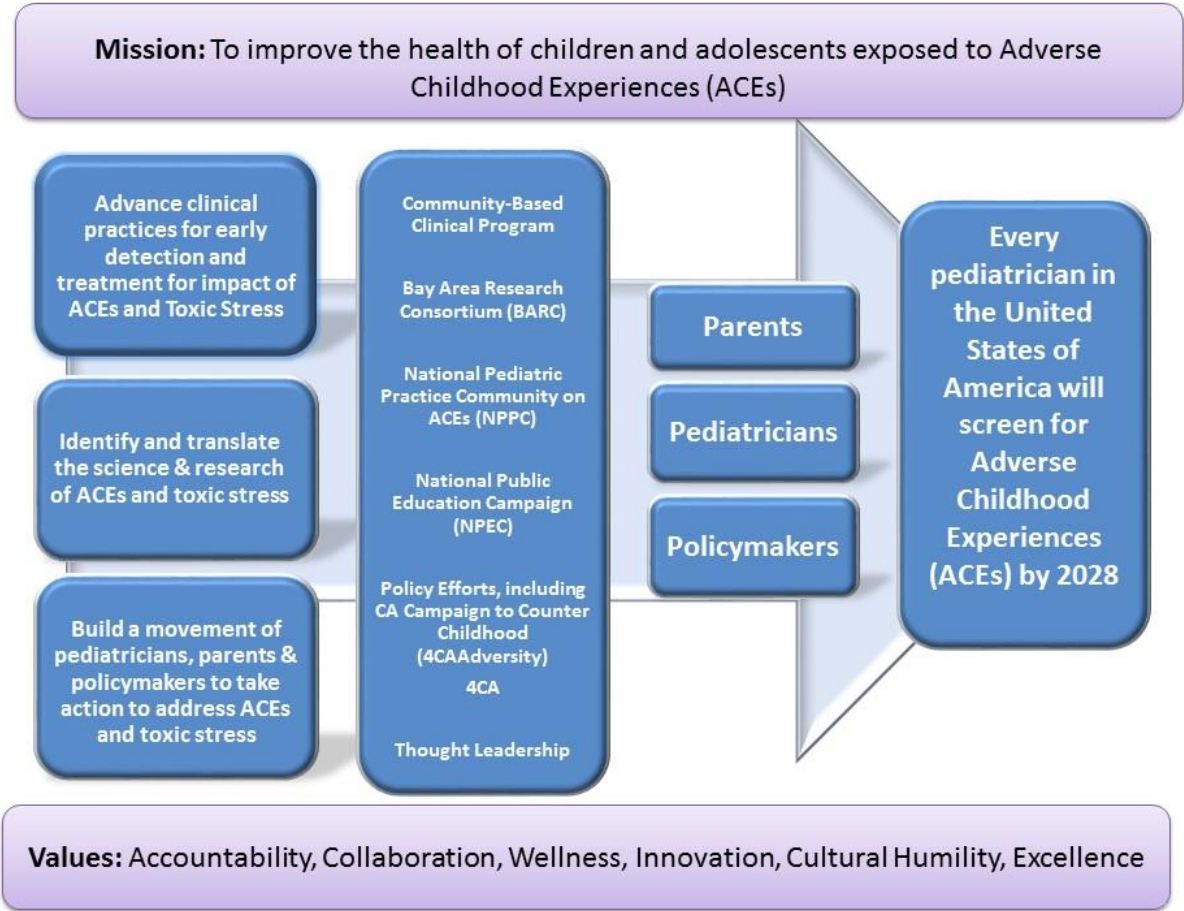 Mission: To improve the health of children and adolescents exposed to Adverse
Childhood Experiences (ACEs)
Advance clinical
practices for early
detection and
treatment for impact of
ACEs and Toxic Stress
Identify and translate
the science & research
of ACEs and toxic stress
Build a movement of
pediatricians, parents &
policymakers to take
action to address ACEs
and toxic stress
Community-Based
Clinical Program
Bay Area Research
Consortium (BARC)
National Pediatric
Practice Community on
ACEs (NPPC)
National Public
Education Campaign
(NPEC)
Policy Efforts, including
CA Campaign to Counter
Childhood
(4CAAdversity)
4CA
Thought Leadership
Parents
Pediatricians
Policymakers
Every
pediatrician in
the United
States of
America will
screen for
Adverse
Childhood
Experiences
(ACEs) by 2028
Values: Accountability, Collaboration, Wellness, Innovation, Cultural Humility, Excellence